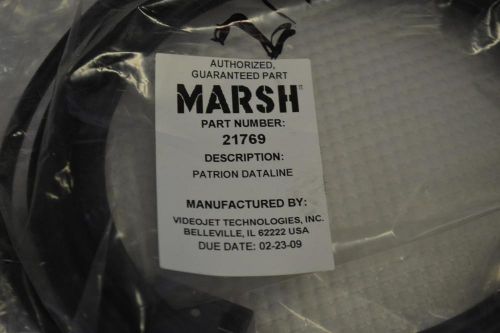 AUTHORIZED,
GUARANTEED PART
MARSH
PART NUMBER:
21769
DESCRIPTION:
PATRION DATALINE
MANUFACTURED BY:
VIDEOJET TECHNOLOGIES, INC.
BELLEVILLE, IL 62222 USA
DUE DATE: 02-23-09